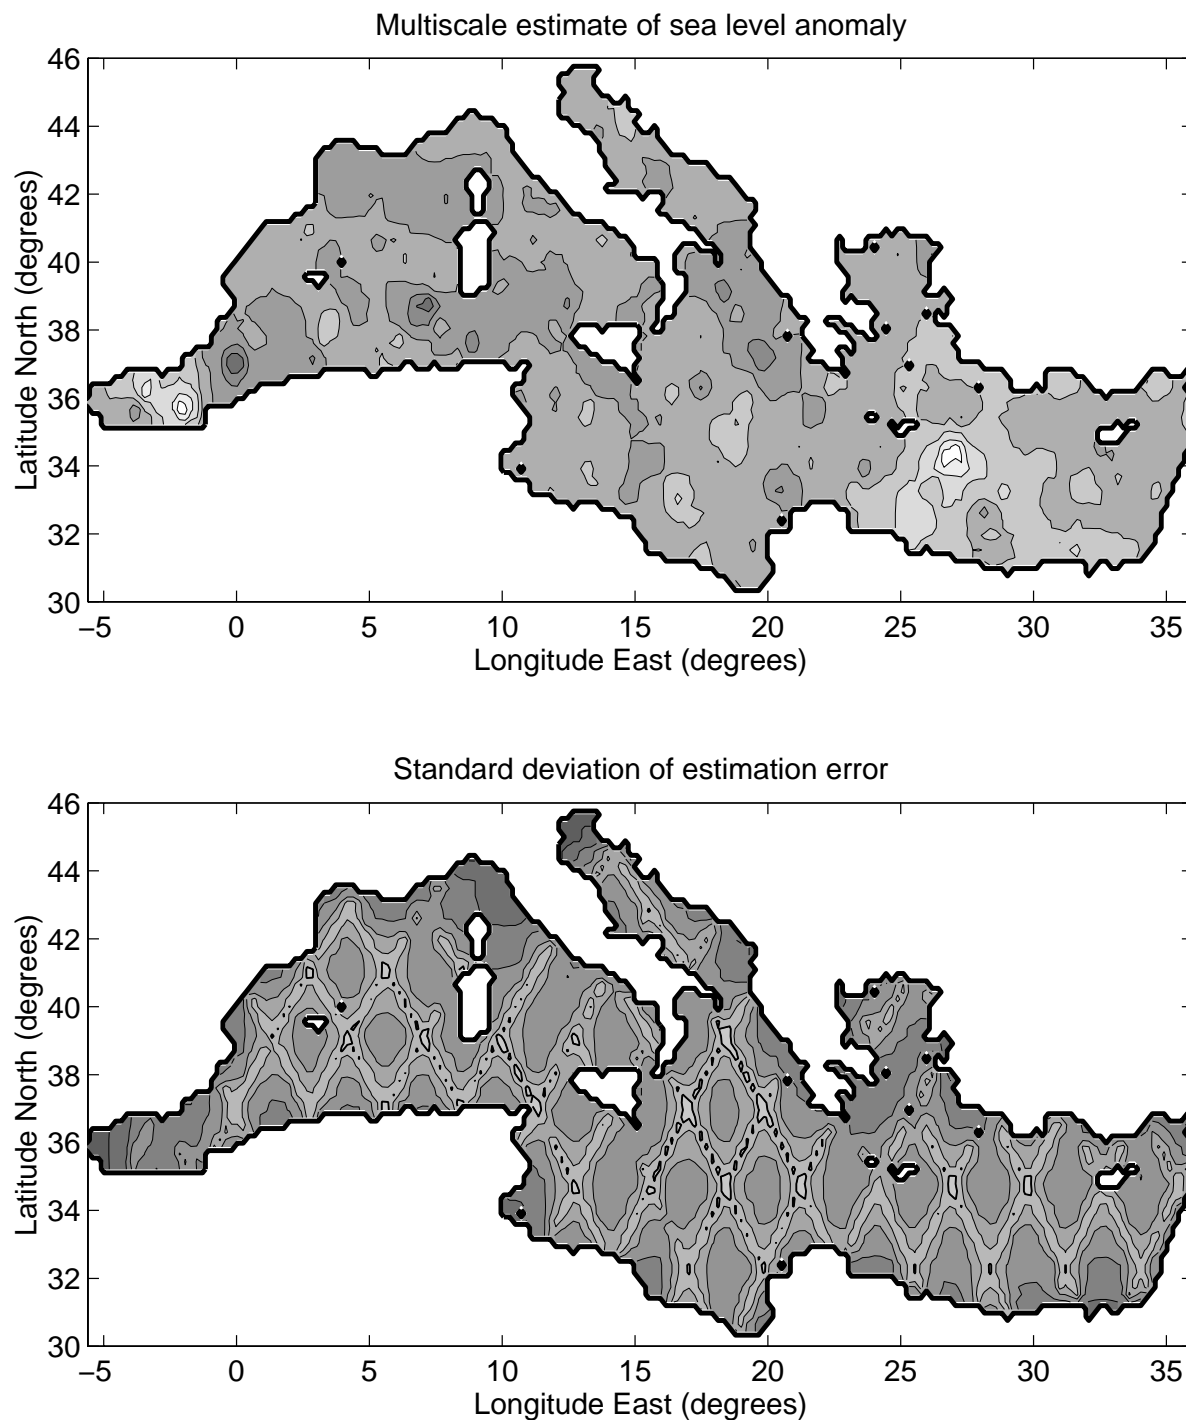 Multiscale estimate of sea level anomaly
46
44
42
40
38
36
34
32
30
Latitude North (degrees)
−5 0 5 10 15 20 25 30 35
Longitude East (degrees)
Standard deviation of estimation error
46
44
42
40
38
36
34
32
30
Latitude North (degrees)
−5 0 5 10 15 20 25 30 35
Longitude East (degrees)